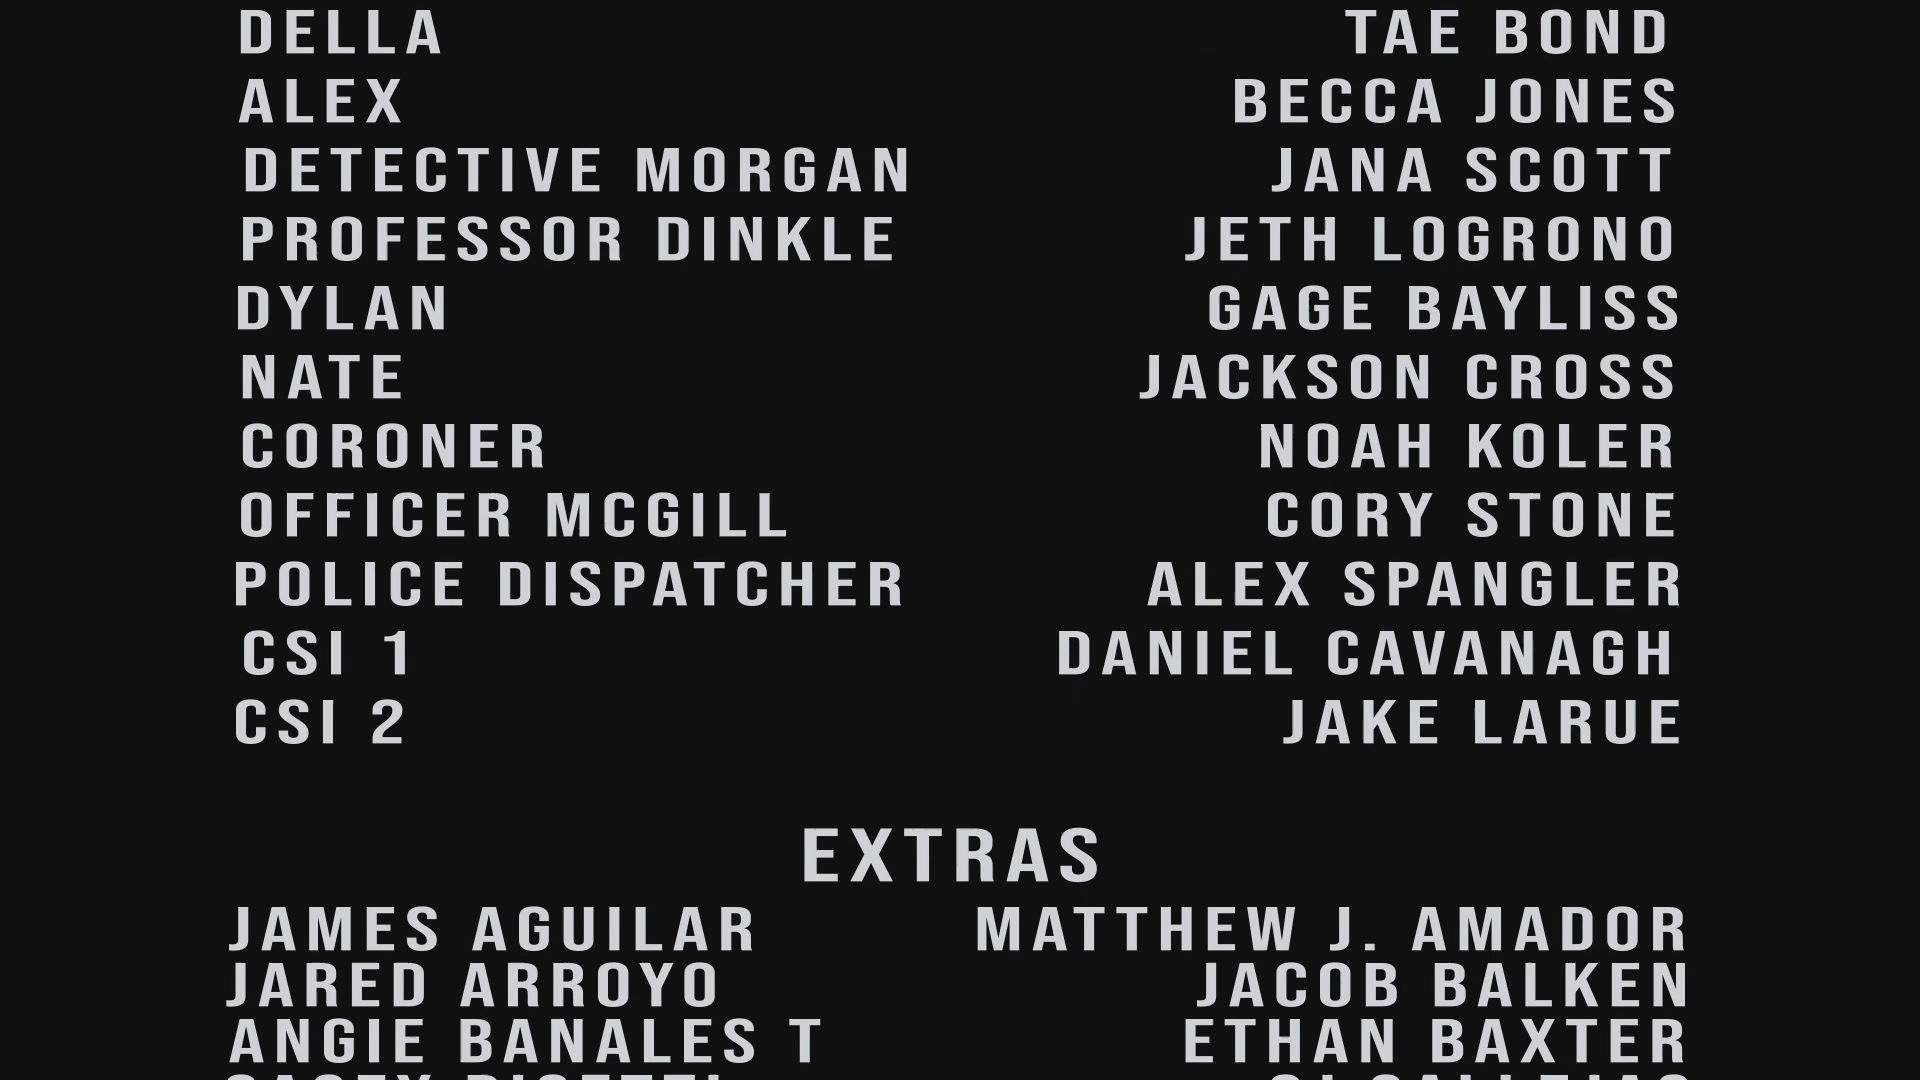 DELLA TAE BOND
ALEX BECCA JONES
DETECTIVE MORGAN JANA SCOTT
PROFESSOR DINKLE JETH LOGRONO
DYLAN GAGE BAYLISS
NATE JACKSON CROSS
CORONER NOAH KOLER
OFFICER MCGILL CORY STONE
POLICE DISPATCHER ALEX SPANGLER
CSI 1 DANIEL CAVANAGH
CSI 2 JAKE LARUE
EXTRAS
JAMES AGUILAR MATTHEW J. AMADOR
JARED ARROYO JACOB BALKEN
ANGIE BANALES T ETHAN BAXTER